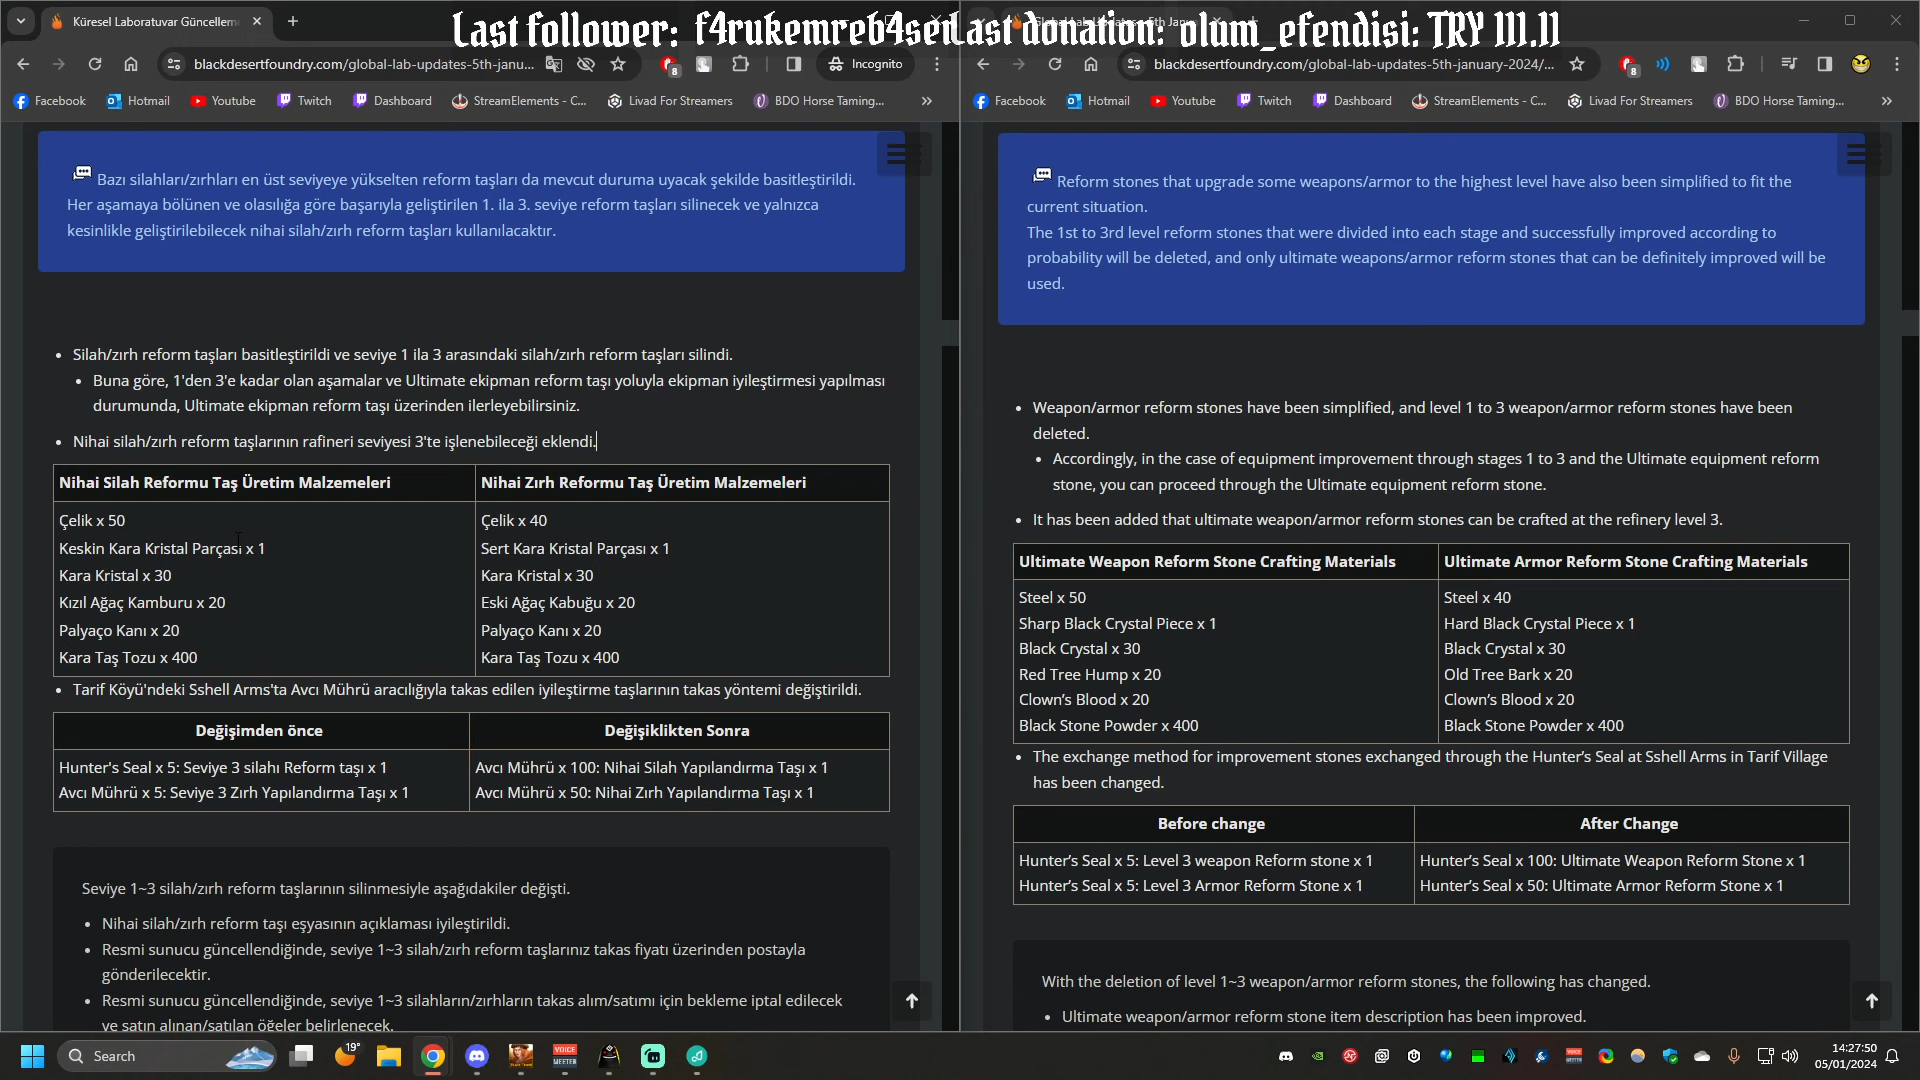 Küresel Laboratuvar Güncellem
Last follower: f4rukemreb4ser
Last donation: olum_efendisi: TRY 111.11
blackdesertfoundry.com/global-lab-updates-5th-janu...
Incognito
Facebook Hotmail Youtube Twitch Dashboard StreamElements - C... Livad For Streamers BDO Horse Taming...
Bazı silahları/zırhları en üst seviyeye yükselten reform taşları da mevcut duruma uyacak şekilde basitleştirildi.
Her aşamaya bölünen ve olasılığa göre başarıyla geliştirilen 1. ila 3. seviye reform taşları silinecek ve yalnızca
kesinlikle geliştirilebilecek nihai silah/zırh reform taşları kullanılacaktır.
Silah/zırh reform taşları basitleştirildi ve seviye 1 ila 3 arasındaki silah/zırh reform taşları silindi.
Buna göre, 1'den 3'e kadar olan aşamalar ve Ultimate ekipman reform taşı yoluyla ekipman iyileştirmesi yapılması
durumunda, Ultimate ekipman reform taşı üzerinden ilerleyebilirsiniz.
Nihai silah/zırh reform taşlarının rafineri seviyesi 3'te işlenebileceği eklendi.
Nihai Silah Reformu Taş Üretim Malzemeleri Nihai Zırh Reformu Taş Üretim Malzemeleri
Çelik x 50 Çelik x 40
Keskin Kara Kristal Parçası x 1 Sert Kara Kristal Parçası x 1
Kara Kristal x 30 Kara Kristal x 30
Kızıl Ağaç Kamburu x 20 Eski Ağaç Kabuğu x 20
Palyaço Kanı x 20 Palyaço Kanı x 20
Kara Taş Tozu x 400 Kara Taş Tozu x 400
Tarif Köyü'ndeki Sshell Arms'ta Avcı Mührü aracılığıyla takas edilen iyileştirme taşlarının takas yöntemi değiştirildi.
Değişimden önce Değişiklikten Sonra
Hunter's Seal x 5: Seviye 3 silahı Reform taşı x 1 Avcı Mührü x 100: Nihai Silah Yapılandırma Taşı x 1
Avcı Mührü x 5: Seviye 3 Zırh Yapılandırma Taşı x 1 Avcı Mührü x 50: Nihai Zırh Yapılandırma Taşı x 1
Seviye 1~3 silah/zırh reform taşlarının silinmesiyle aşağıdakiler değişti.
Nihai silah/zırh reform taşı eşyasının açıklaması iyileştirildi.
Resmi sunucu güncellendiğinde, seviye 1~3 silah/zırh reform taşlarınız takas fiyatı üzerinden postayla
gönderilecektir.
Resmi sunucu güncellendiğinde, seviye 1~3 silahların/zırhların takas alım/satımı için bekleme iptal edilecek
ve satın alınan/satılan öğeler belirlenecek.
blackdesertfoundry.com/global-lab-updates-5th-january-2024/...
Facebook Hotmail Youtube Twitch Dashboard StreamElements - C... Livad For Streamers BDO Horse Taming...
Reform stones that upgrade some weapons/armor to the highest level have also been simplified to fit the
current situation.
The 1st to 3rd level reform stones that were divided into each stage and successfully improved according to
probability will be deleted, and only ultimate weapons/armor reform stones that can be definitely improved will be
used.
Weapon/armor reform stones have been simplified, and level 1 to 3 weapon/armor reform stones have been
deleted.
Accordingly, in the case of equipment improvement through stages 1 to 3 and the Ultimate equipment reform
stone, you can proceed through the Ultimate equipment reform stone.
It has been added that ultimate weapon/armor reform stones can be crafted at the refinery level 3.
Ultimate Weapon Reform Stone Crafting Materials Ultimate Armor Reform Stone Crafting Materials
Steel x 50 Steel x 40
Sharp Black Crystal Piece x 1 Hard Black Crystal Piece x 1
Black Crystal x 30 Black Crystal x 30
Red Tree Hump x 20 Old Tree Bark x 20
Clown’s Blood x 20 Clown’s Blood x 20
Black Stone Powder x 400 Black Stone Powder x 400
The exchange method for improvement stones exchanged through the Hunter’s Seal at Sshell Arms in Tarif Village
has been changed.
Before change After Change
Hunter’s Seal x 5: Level 3 weapon Reform stone x 1 Hunter’s Seal x 100: Ultimate Weapon Reform Stone x 1
Hunter’s Seal x 5: Level 3 Armor Reform Stone x 1 Hunter’s Seal x 50: Ultimate Armor Reform Stone x 1
With the deletion of level 1~3 weapon/armor reform stones, the following has changed.
Ultimate weapon/armor reform stone item description has been improved.
Search
19°
14:27:50
05/01/2024